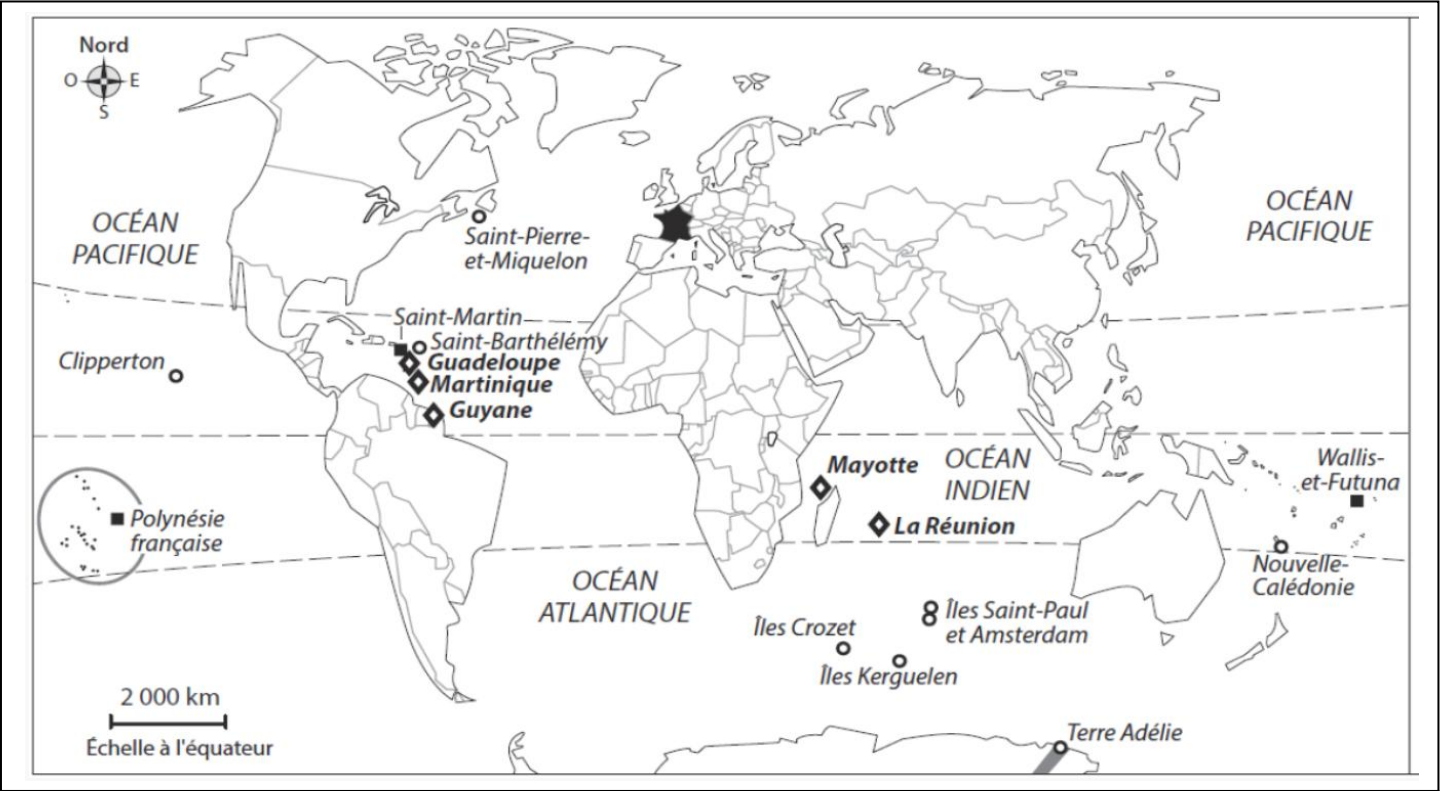 Nord
O E
S
OCÉAN
PACIFIQUE
OCÉAN
PACIFIQUE
Saint-Pierre-
et-Miquelon
Saint-Martin
Saint-Barthélémy
Guadeloupe
Martinique
Guyane
Clipperton
Mayotte
OCÉAN
INDIEN
La Réunion
Wallis-
et-Futuna
Polynésie
française
Nouvelle-
Calédonie
OCÉAN
ATLANTIQUE
Îles Crozet
Îles Saint-Paul
et Amsterdam
Îles Kerguelen
2 000 km
Échelle à l'équateur
Terre Adélie